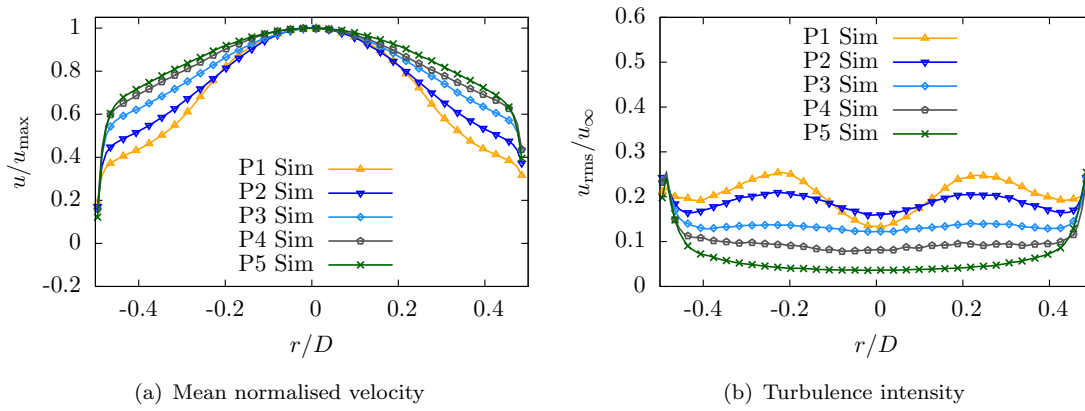 u/u_max
1
0.8
0.6
0.4
0.2
0
-0.2
-0.4 -0.2 0 0.2 0.4
r/D
P1 Sim
P2 Sim
P3 Sim
P4 Sim
P5 Sim
(a) Mean normalised velocity
u_rms/u_∞
0.6
0.5
0.4
0.3
0.2
0.1
0
-0.4 -0.2 0 0.2 0.4
r/D
P1 Sim
P2 Sim
P3 Sim
P4 Sim
P5 Sim
(b) Turbulence intensity